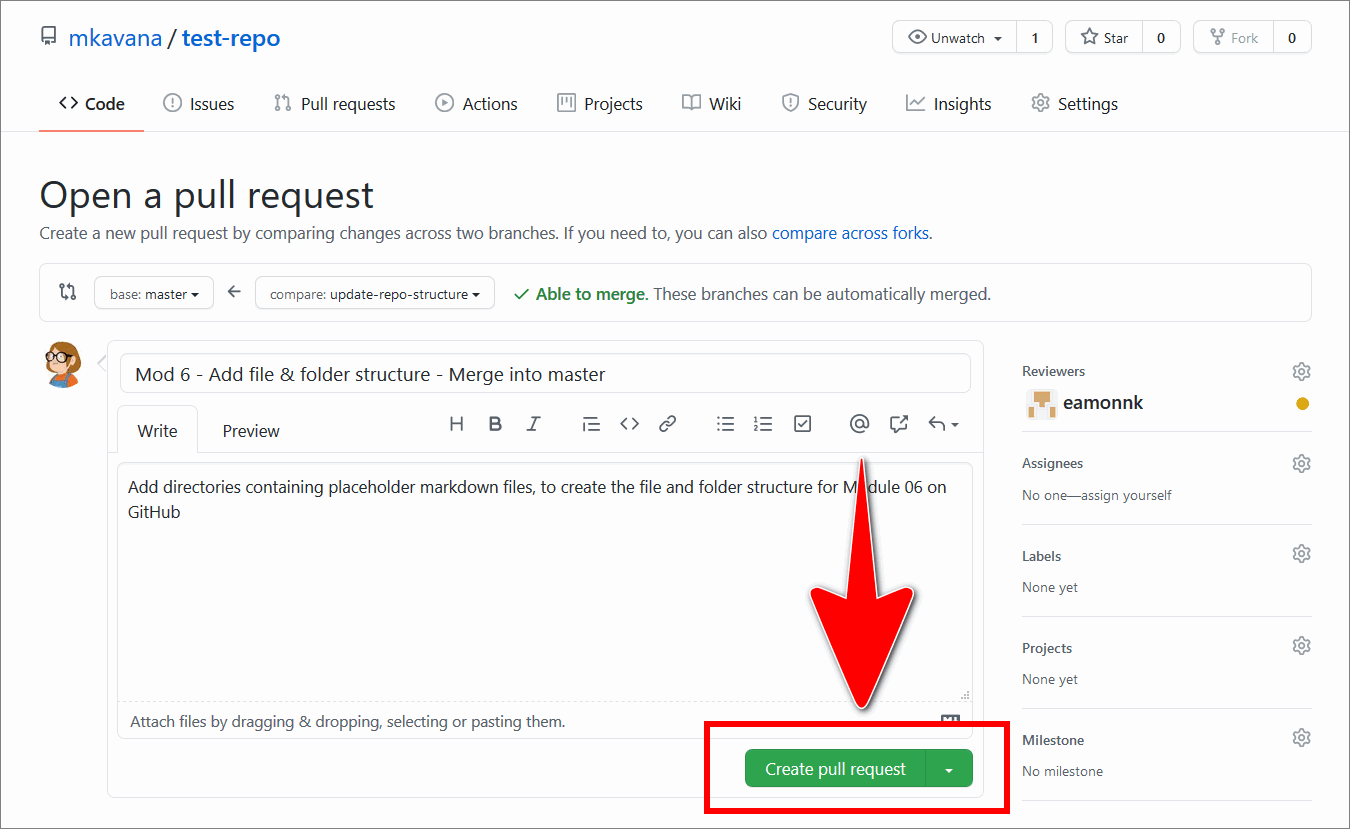 mkavana / test-repo
Unwatch 1 Star 0 Fork 0
Code Issues Pull requests Actions Projects Wiki Security Insights Settings
Open a pull request
Create a new pull request by comparing changes across two branches. If you need to, you can also compare across forks.
base: master compare: update-repo-structure Able to merge. These branches can be automatically merged.
Mod 6 - Add file & folder structure - Merge into master
Write Preview H B I @
Add directories containing placeholder markdown files, to create the file and folder structure for Module 06 on
GitHub
Attach files by dragging & dropping, selecting or pasting them.
Create pull request
Reviewers
eamonnk
Assignees
No one—assign yourself
Labels
None yet
Projects
None yet
Milestone
No milestone